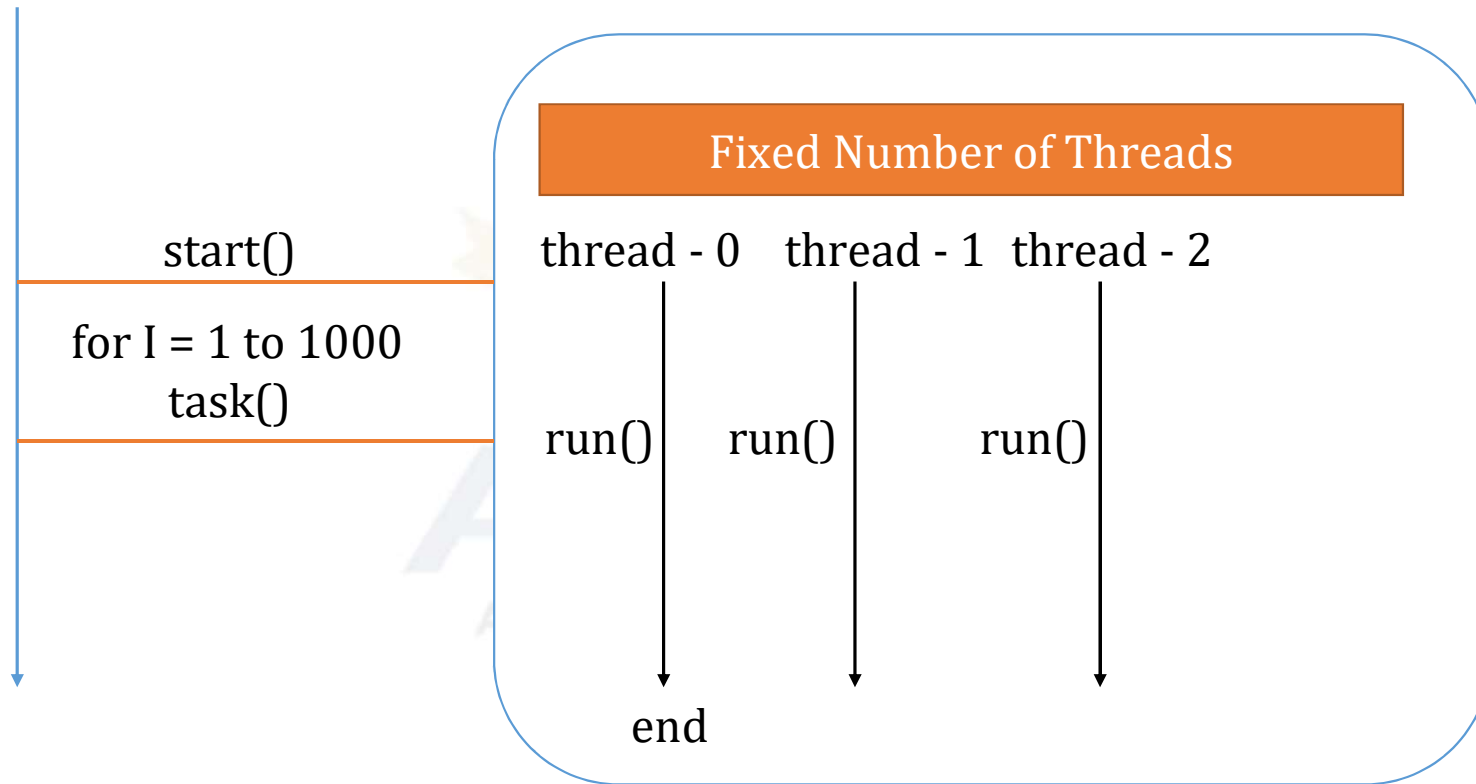 Fixed Number of Threads
start()
thread - 0 thread - 1 thread - 2
for I = 1 to 1000
task()
run() run() run()
end